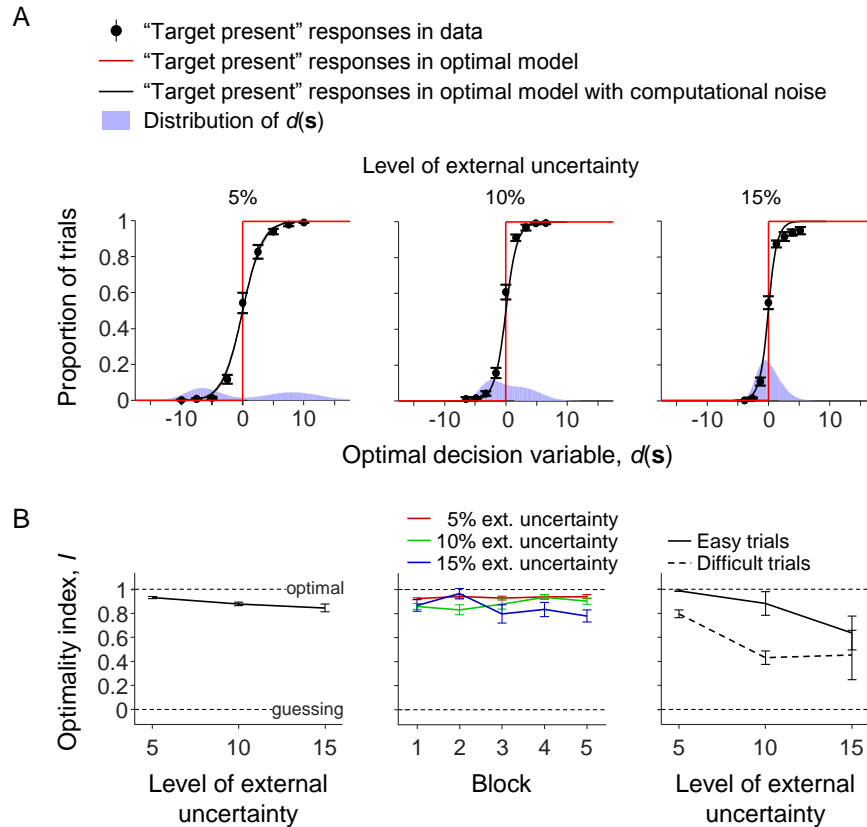 A
“Target present” responses in data
“Target present” responses in optimal model
“Target present” responses in optimal model with computational noise
Distribution of d(s)
Level of external uncertainty
5%
10%
15%
Proportion of trials
1
0.8
0.6
0.4
0.2
0
-10 0 10
-10 0 10
-10 0 10
Optimal decision variable, d(s)
B
5% ext. uncertainty
10% ext. uncertainty
15% ext. uncertainty
Easy trials
Difficult trials
Optimality index, I
1
0.8
0.6
0.4
0.2
0
optimal
guessing
5 10 15
Level of external
uncertainty
1 2 3 4 5
Block
5 10 15
Level of external
uncertainty